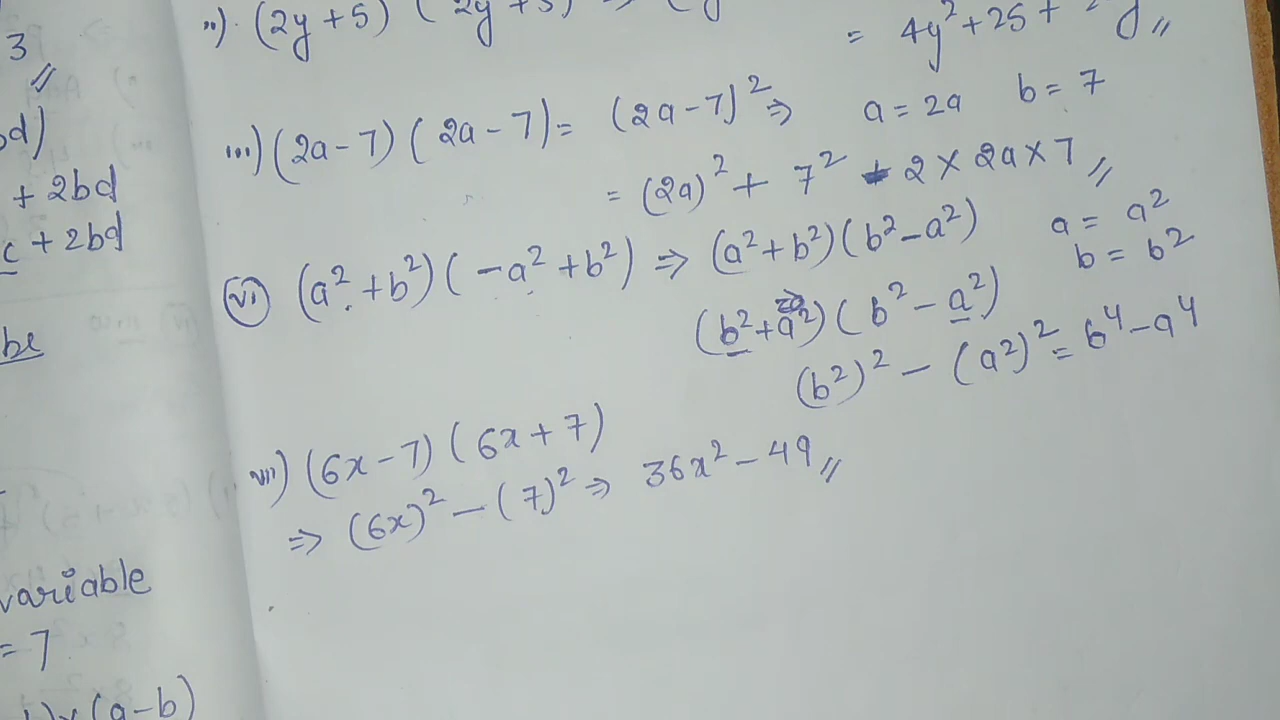 3
d)
+ 2bd
c + 2bd
be
variable
= 7
(a-b)
ii) (2y+5) (2y+5) ⇒
= 4y²+25+
iii) (2a-7) (2a-7) = (2a-7)² ⇒ a = 2a b = 7
= (2a)² + 7² - 2 × 2a × 7
vi) (a²+b²) (-a²+b²) ⇒ (a²+b²) (b²-a²) a = a²
b = b²
(b²+a²) (b²-a²)
(b²)² - (a²)² = b⁴-a⁴
vii) (6x-7) (6x+7)
⇒ (6x)² - (7)² ⇒ 36x² - 49